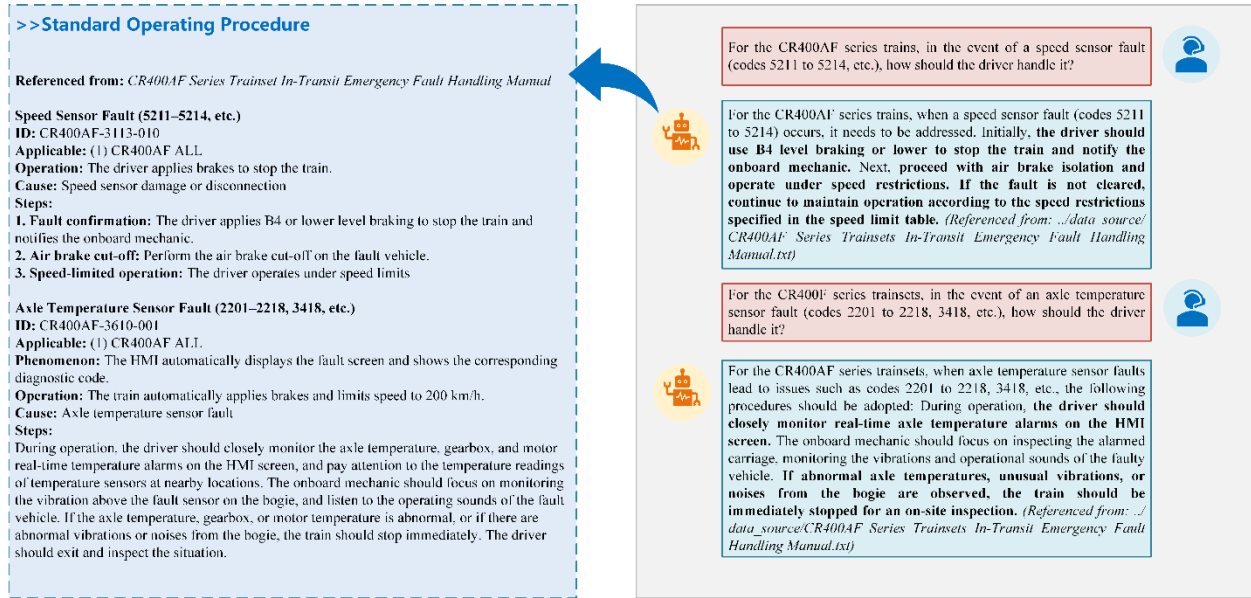 >>Standard Operating Procedure
Referenced from: CR400AF Series Trainset In-Transit Emergency Fault Handling Manual
Speed Sensor Fault (5211–5214, etc.)
ID: CR400AF-3113-010
Applicable: (1) CR400AF ALL
Operation: The driver applies brakes to stop the train.
Cause: Speed sensor damage or disconnection
Steps:
1. Fault confirmation: The driver applies B4 or lower level braking to stop the train and
notifies the onboard mechanic.
2. Air brake cut-off: Perform the air brake cut-off on the fault vehicle.
3. Speed-limited operation: The driver operates under speed limits
Axle Temperature Sensor Fault (2201–2218, 3418, etc.)
ID: CR400AF-3610-001
Applicable: (1) CR400AF ALL
Phenomenon: The HMI automatically displays the fault screen and shows the corresponding
diagnostic code.
Operation: The train automatically applies brakes and limits speed to 200 km/h.
Cause: Axle temperature sensor fault
Steps:
During operation, the driver should closely monitor the axle temperature, gearbox, and motor
real-time temperature alarms on the HMI screen, and pay attention to the temperature readings
of temperature sensors at nearby locations. The onboard mechanic should focus on monitoring
the vibration above the fault sensor on the bogie, and listen to the operating sounds of the fault
vehicle. If the axle temperature, gearbox, or motor temperature is abnormal, or if there are
abnormal vibrations or noises from the bogie, the train should stop immediately. The driver
should exit and inspect the situation.
For the CR400AF series trains, in the event of a speed sensor fault
(codes 5211 to 5214, etc.), how should the driver handle it?
For the CR400AF series trains, when a speed sensor fault (codes 5211
to 5214) occurs, it needs to be addressed. Initially, the driver should
use B4 level braking or lower to stop the train and notify the
onboard mechanic. Next, proceed with air brake isolation and
operate under speed restrictions. If the fault is not cleared,
continue to maintain operation according to the speed restrictions
specified in the speed limit table. (Referenced from: ../data_source/
CR400AF Series Trainsets In-Transit Emergency Fault Handling
Manual.txt)
For the CR400F series trainsets, in the event of an axle temperature
sensor fault (codes 2201 to 2218, 3418, etc.), how should the driver
handle it?
For the CR400AF series trainsets, when axle temperature sensor faults
lead to issues such as codes 2201 to 2218, 3418, etc., the following
procedures should be adopted: During operation, the driver should
closely monitor real-time axle temperature alarms on the HMI
screen. The onboard mechanic should focus on inspecting the alarmed
carriage, monitoring the vibrations and operational sounds of the faulty
vehicle. If abnormal axle temperatures, unusual vibrations, or
noises from the bogie are observed, the train should be
immediately stopped for an on-site inspection. (Referenced from: ../
data_source/CR400AF Series Trainsets In-Transit Emergency Fault
Handling Manual.txt)